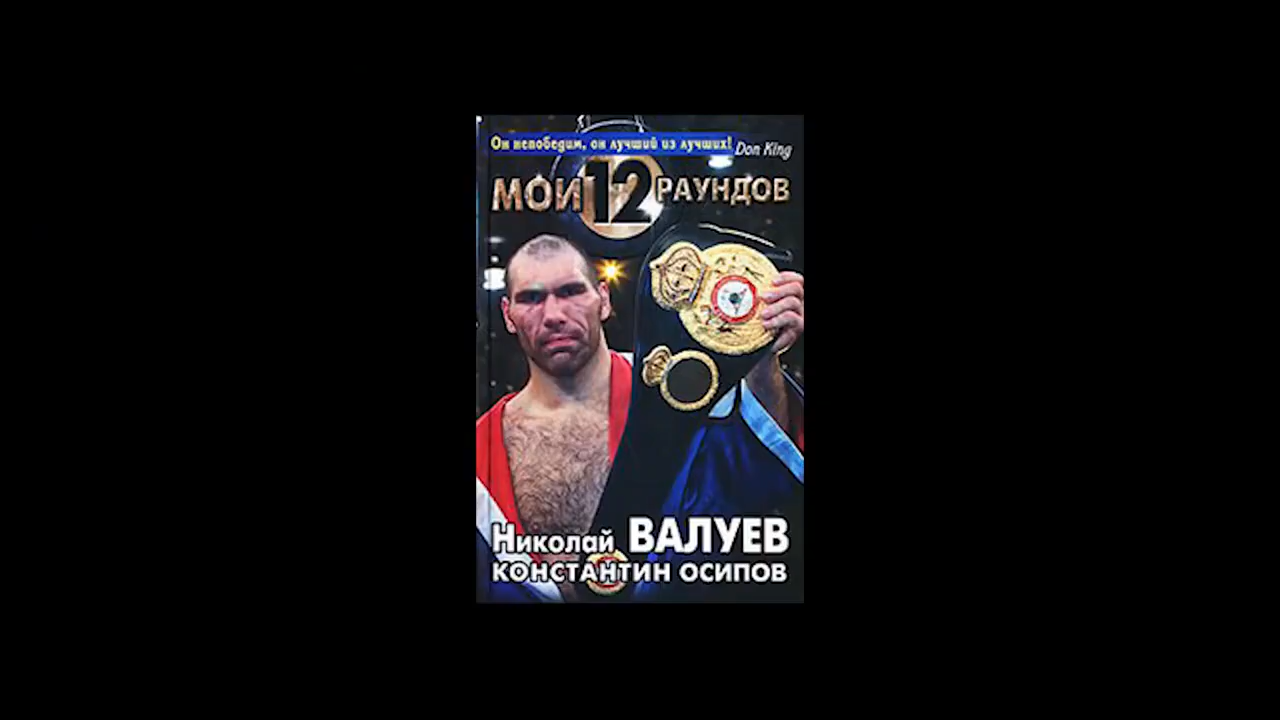 Он непобедим, он лучший из лучших!
Don King
МОИ 12 РАУНДОВ
Николай ВАЛУЕВ
КОНСТАНТИН ОСИПОВ